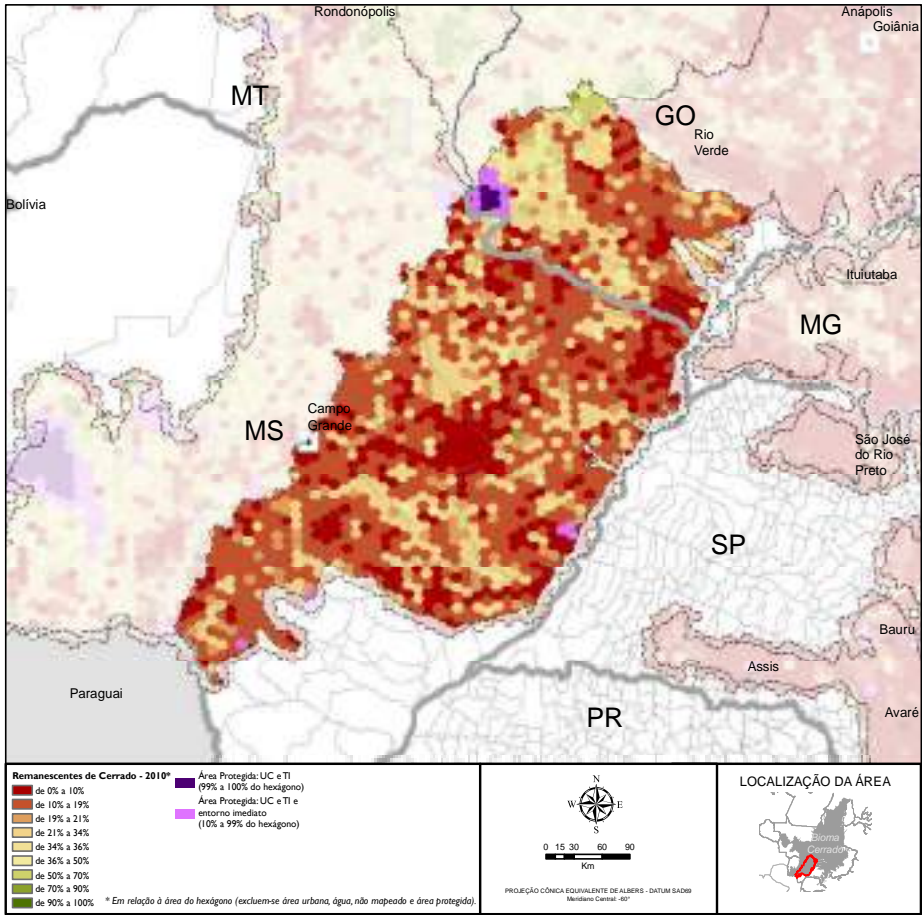 Rondonópolis
Anápolis
Goiânia
MT
GO
Rio
Verde
Bolívia
Ituiutaba
MG
Campo
Grande
MS
São José
do Rio
Preto
SP
Bauru
Assis
Paraguai
Avaré
PR
Remanescentes de Cerrado - 2010*
de 0% a 10%
de 10% a 19%
de 19% a 21%
de 21% a 34%
de 34% a 36%
de 36% a 50%
de 50% a 70%
de 70% a 90%
de 90% a 100%
Área Protegida: UC e TI
(99% a 100% do hexágono)
Área Protegida: UC e TI e
entorno imediato
(10% a 99% do hexágono)
* Em relação à área do hexágono (excluem-se área urbana, água, não mapeado e área protegida).
N
W E
S
0 15 30 60 90
Km
PROJEÇÃO CÔNICA EQUIVALENTE DE ALBERS - DATUM SAD69
Meridiano Central: -60°
LOCALIZAÇÃO DA ÁREA
Bioma
Cerrado